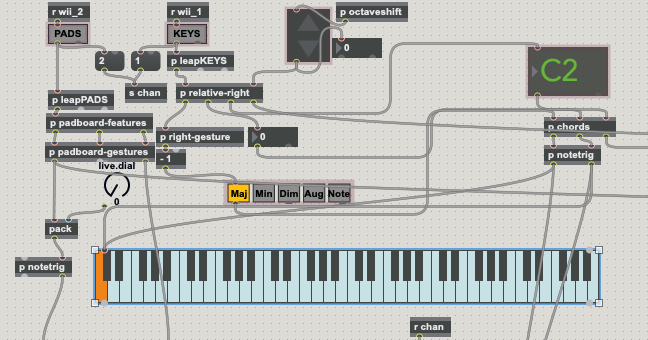 r wii_2
r wii_1
p octaveshift
PADS
KEYS
0
2
1
p leapKEYS
C2
s chan
p leapPADS
p relative-right
p padboard-features
p chords
p right-gesture
0
p padboard-gestures
- 1
p notetrig
live.dial
0
Maj
Min
Dim
Aug
Note
pack
p notetrig
r chan